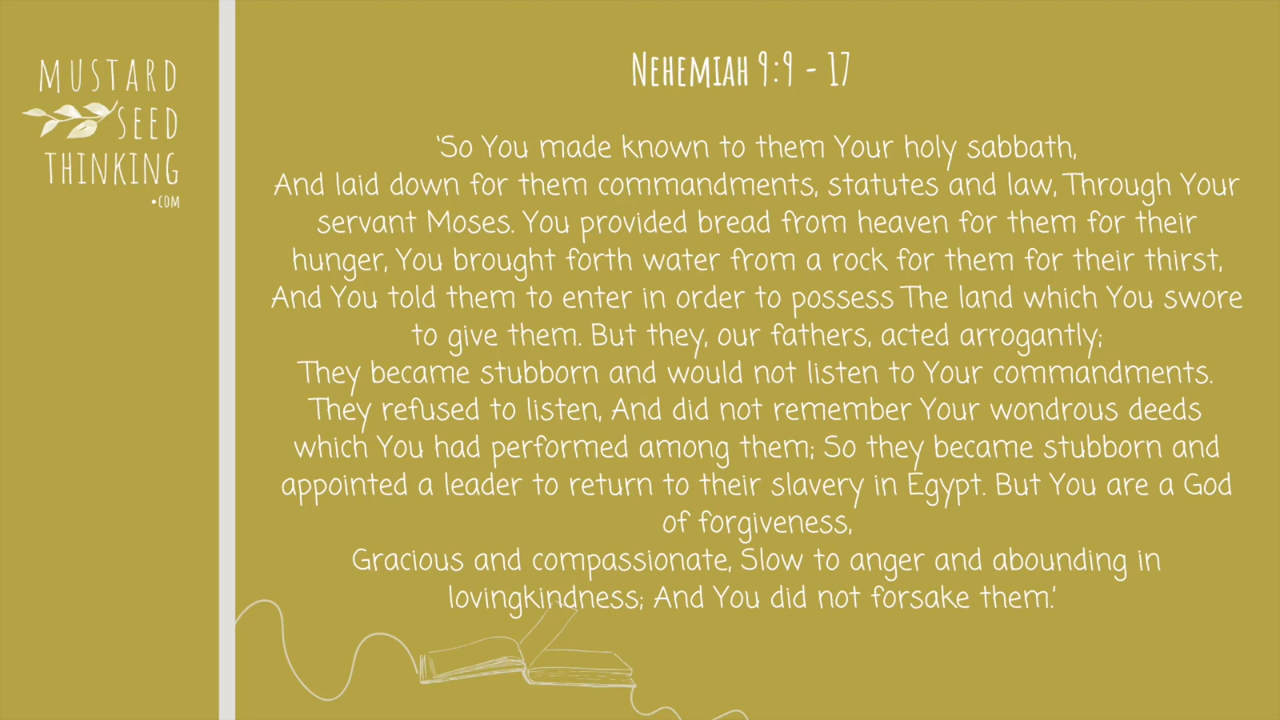 MUSTARD
SEED
THINKING
.COM
NEHEMIAH 9:9 - 17
'So You made known to them Your holy sabbath,
And laid down for them commandments, statutes and law, Through Your
servant Moses. You provided bread from heaven for them for their
hunger, You brought forth water from a rock for them for their thirst,
And You told them to enter in order to possess The land which You swore
to give them. But they, our fathers, acted arrogantly;
They became stubborn and would not listen to Your commandments.
They refused to listen, And did not remember Your wondrous deeds
which You had performed among them; So they became stubborn and
appointed a leader to return to their slavery in Egypt. But You are a God
of forgiveness,
Gracious and compassionate, Slow to anger and abounding in
lovingkindness; And You did not forsake them.'